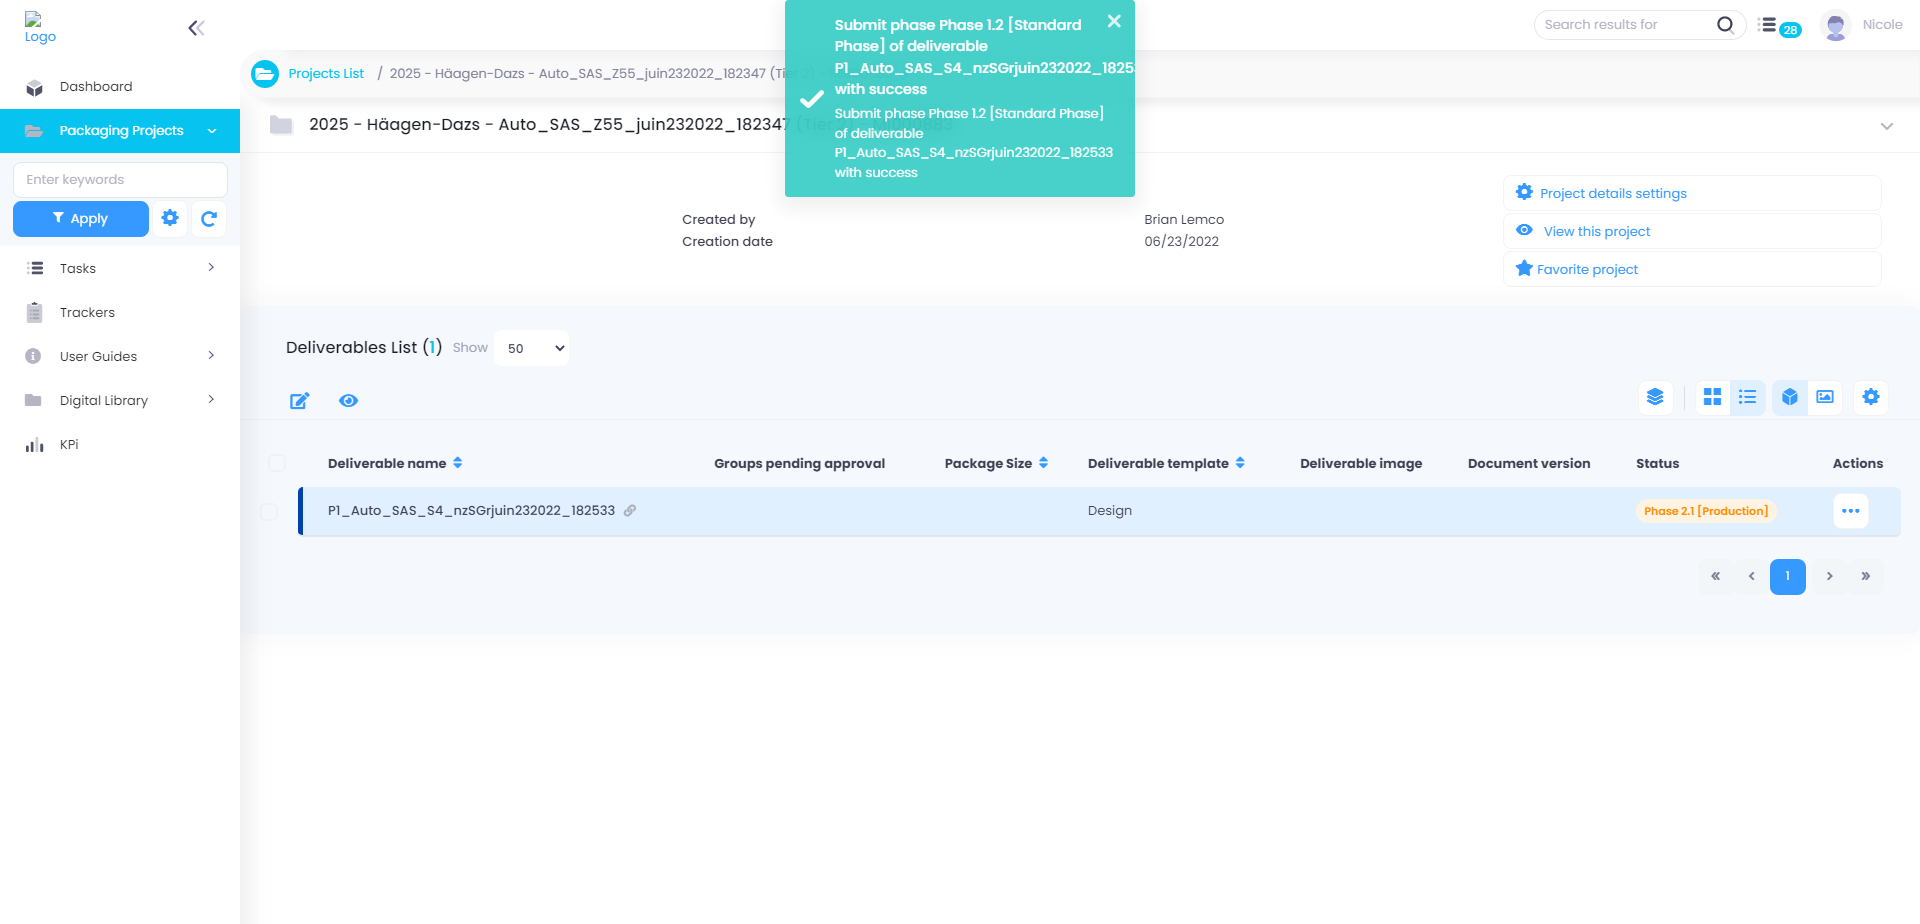 Logo
Submit phase Phase 1.2 [Standard
Phase] of deliverable
P1_Auto_SAS_S4_nzSGrjuin232022_1825
with success
Submit phase Phase 1.2 [Standard Phase]
of deliverable
P1_Auto_SAS_S4_nzSGrjuin232022_182533
with success
Search results for
28
Nicole
Projects List / 2025 - Häagen-Dazs - Auto_SAS_Z55_juin232022_182347 (Tier
2025 - Häagen-Dazs - Auto_SAS_Z55_juin232022_182347 (Tier
Dashboard
Packaging Projects
Enter keywords
Apply
Tasks
Trackers
User Guides
Digital Library
KPi
Created by
Brian Lemco
Creation date
06/23/2022
Project details settings
View this project
Favorite project
Deliverables List (1) Show 50
Deliverable name
Groups pending approval
Package Size
Deliverable template
Deliverable image
Document version
Status
Actions
P1_Auto_SAS_S4_nzSGrjuin232022_182533
Design
Phase 2.1 [Production]
« ‹ 1 › »